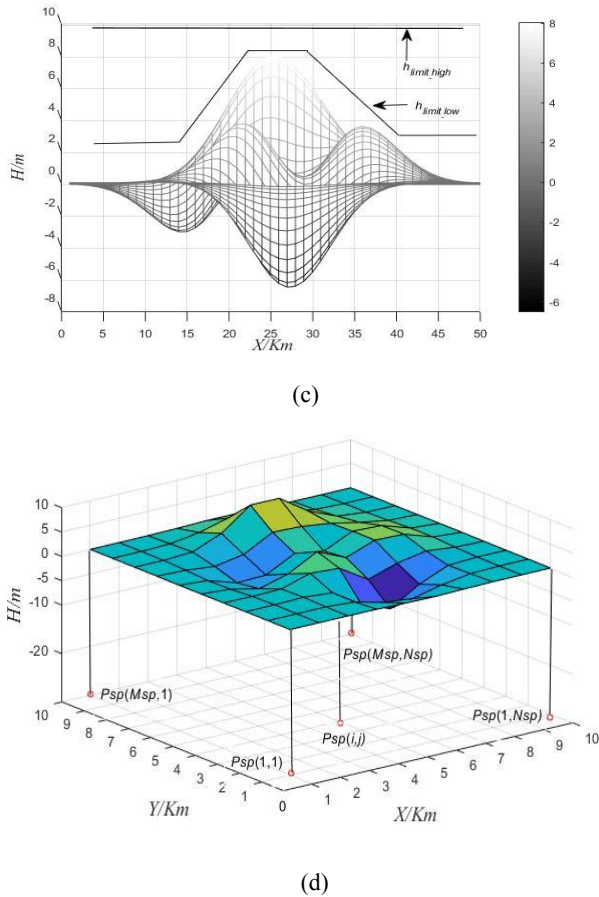 10
8
6
4
2
0
-2
-4
-6
-8
H/m
0 5 10 15 20 25 30 35 40 45 50
X/Km
h limit_high
h limit_low
8
6
4
2
0
-2
-4
-6
(c)
10
5
0
-5
-10
-20
H/m
Psp(Msp,1)
Psp(Msp,Nsp)
Psp(1,Nsp)
Psp(i,j)
Psp(1,1)
10 9 8 7 6 5 4 3 2 1 0
Y/Km
1 2 3 4 5 6 7 8 9 10
X/Km
(d)